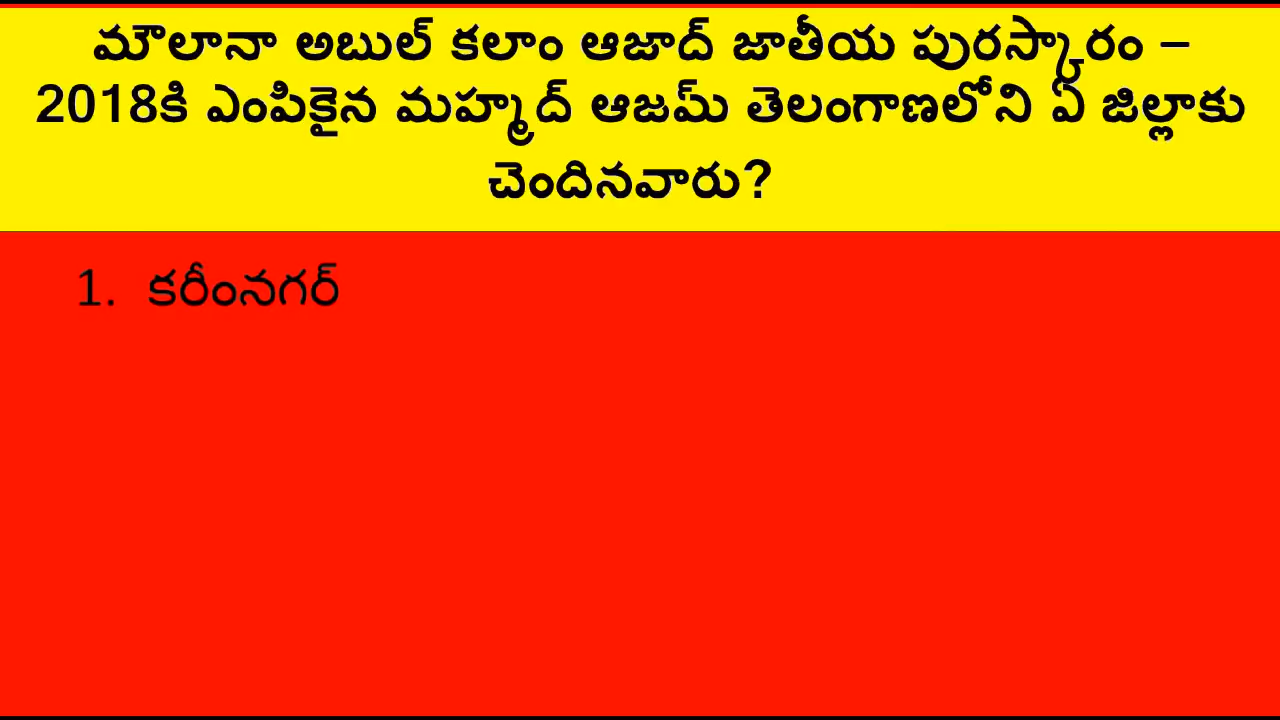 మౌలానా అబుల్ కలాం ఆజాద్ జాతీయ పురస్కారం –
2018కి ఎంపికైన మహ్మద్ ఆజమ్ తెలంగాణలోని ఏ జిల్లాకు
చెందినవారు?
1. కరీంనగర్